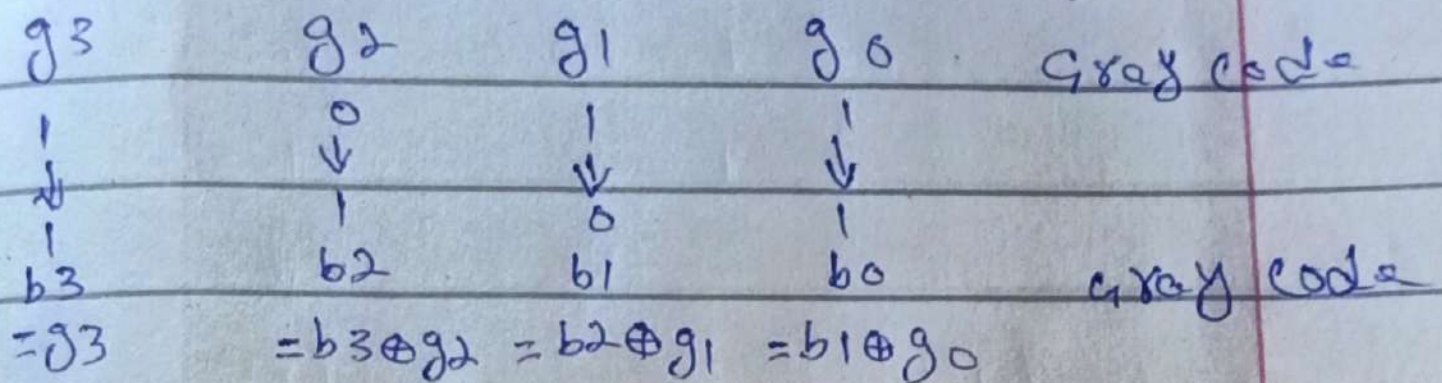 g3 g2 g1 g0 Gray code
1 0 1 1
↓ ↓ ↓ ↓
1 1 0 1
b3 b2 b1 b0 Gray code
=g3 =b3⊕g2 =b2⊕g1 =b1⊕g0